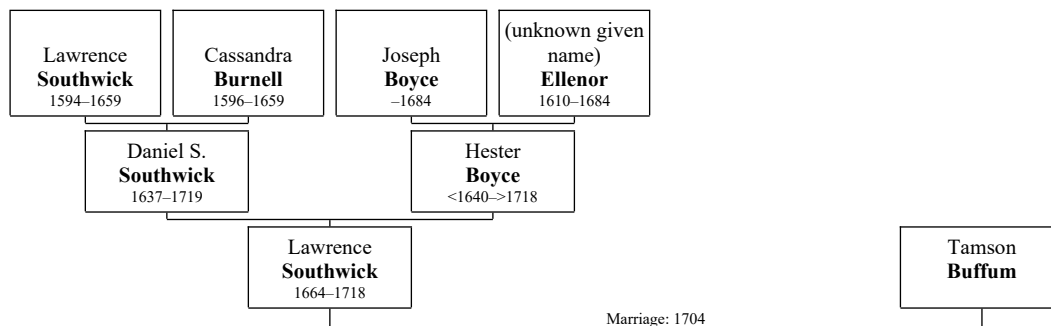 Lawrence
Southwick
1594–1659
Cassandra
Burnell
1596–1659
Joseph
Boyce
–1684
(unknown given
name)
Ellenor
1610–1684
Daniel S.
Southwick
1637–1719
Hester
Boyce
<1640–>1718
Lawrence
Southwick
1664–1718
Tamson
Buffum
Marriage: 1704